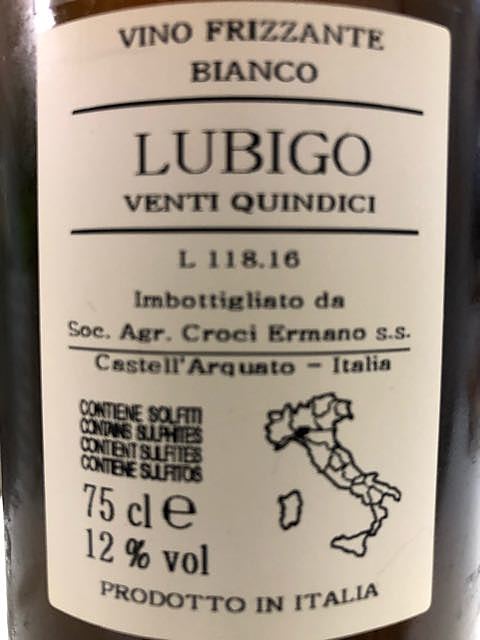 VINO FRIZZANTE
BIANCO
LUBIGO
VENTI QUINDICI
L 118.16
Imbottigliato da
Soc. Agr. Croci Ermano s.s.
Castell'Arquato - Italia
CONTIENE SOLFITI
CONTAINS SULPHITES
CONTIENT SULFITES
CONTIENE SULFITOS
75 cl e
12 % vol
PRODOTTO IN ITALIA